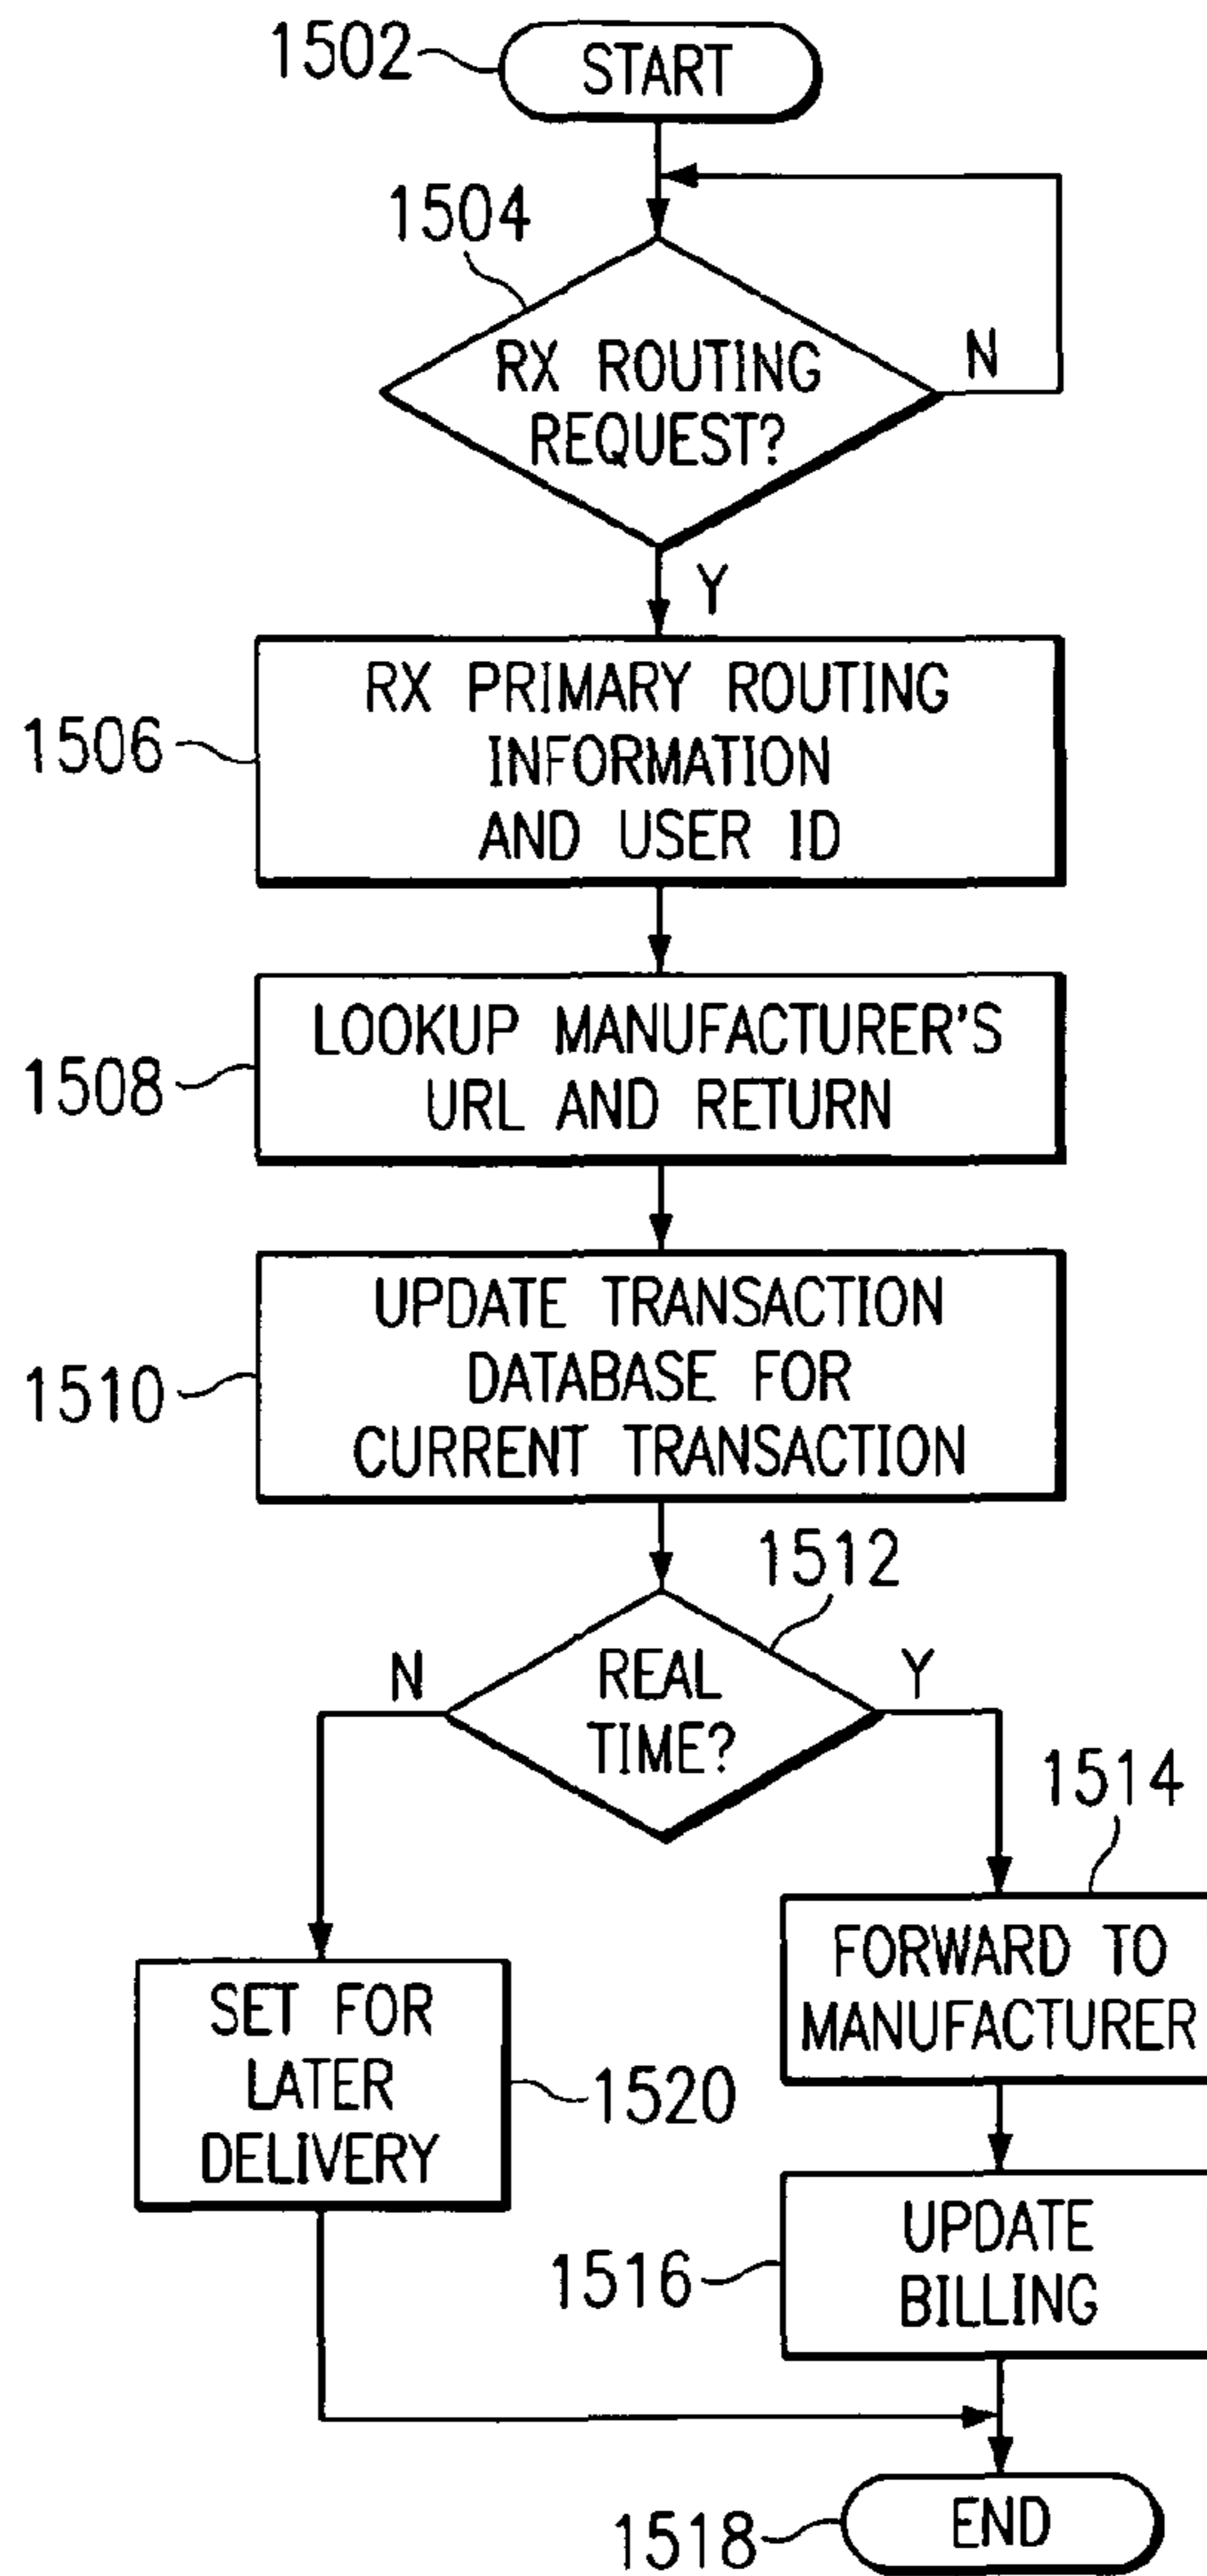 1502
START
1504
RX ROUTING
REQUEST?
N
Y
1506
RX PRIMARY ROUTING
INFORMATION
AND USER ID
1508
LOOKUP MANUFACTURER'S
URL AND RETURN
1510
UPDATE TRANSACTION
DATABASE FOR
CURRENT TRANSACTION
1512
N
REAL
TIME?
Y
1514
FORWARD TO
MANUFACTURER
SET FOR
LATER
DELIVERY
1520
1516
UPDATE
BILLING
1518
END